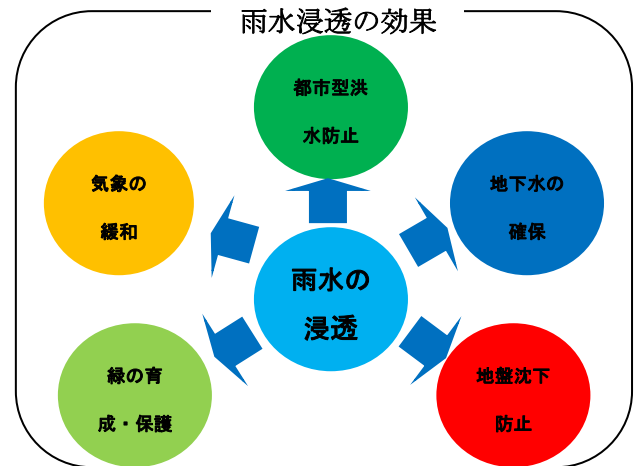 雨水浸透の効果
都市型洪
水防止
気象の
緩和
地下水の
確保
雨水の
浸透
緑の育
成・保護
地盤沈下
防止